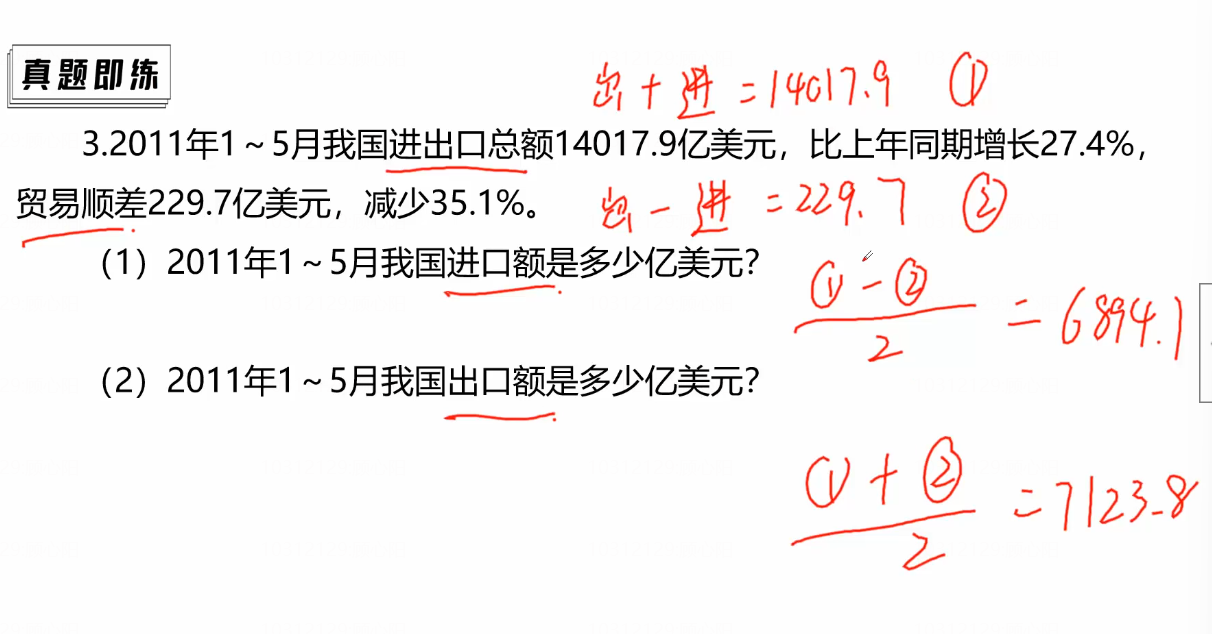 真题即练
出+进=14017.9 ①
3.2011年1～5月我国进出口总额14017.9亿美元，比上年同期增长27.4%，
贸易顺差229.7亿美元，减少35.1%。
出-进=229.7 ②
（1）2011年1～5月我国进口额是多少亿美元？
①-②
2
=6894.1
（2）2011年1～5月我国出口额是多少亿美元？
①+②
2
=7123.8